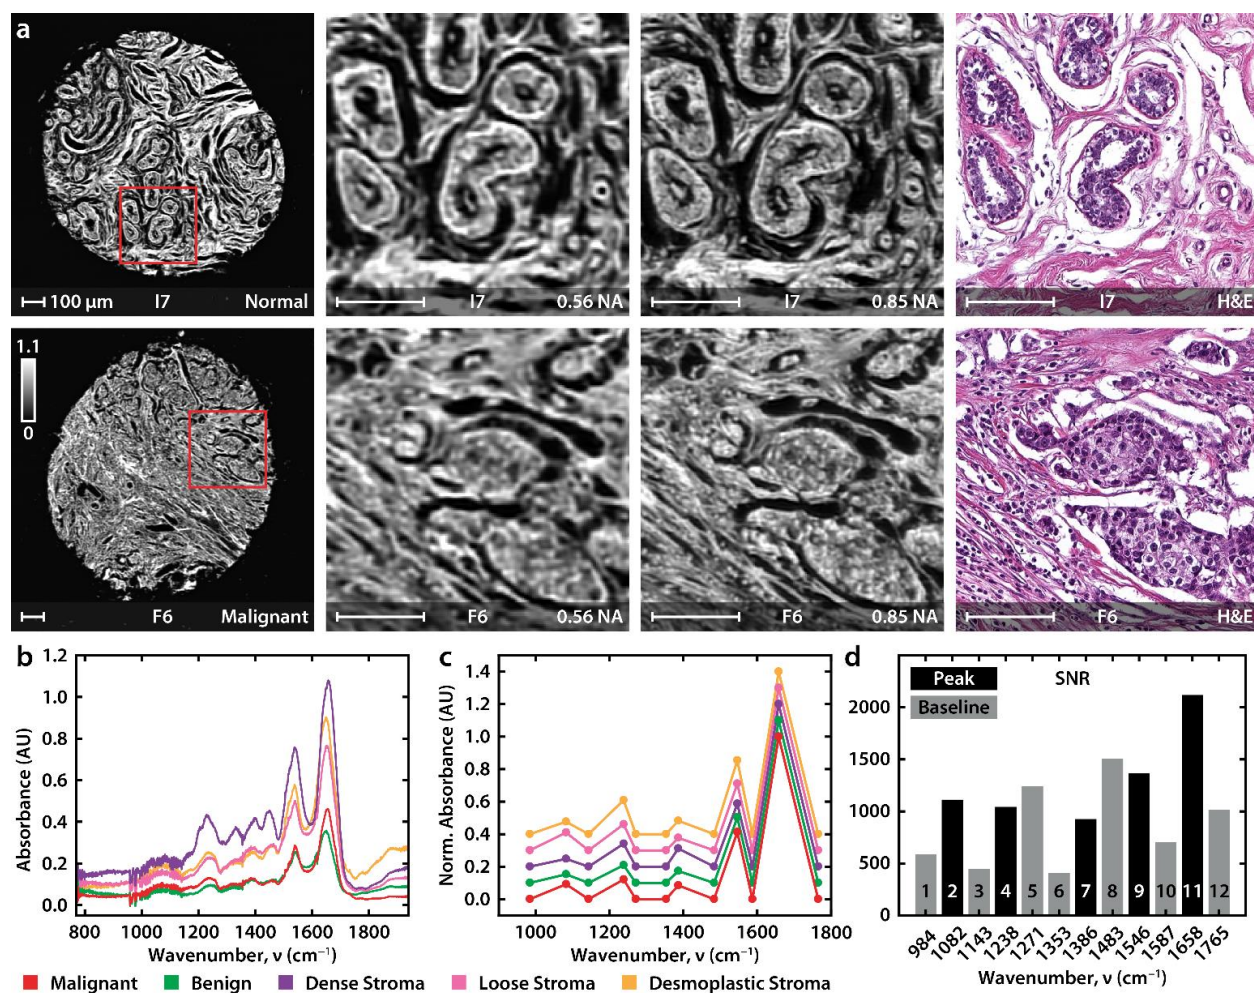 a
100 µm I7 Normal
I7 0.56 NA
I7 0.85 NA
I7 H&E
1.1
0
F6 Malignant
F6 0.56 NA
F6 0.85 NA
F6 H&E
b
1.2
1.0
0.8
0.6
0.4
0.2
0.0
Absorbance (AU)
800 1000 1200 1400 1600 1800
Wavenumber, ν (cm⁻¹)
c
1.4
1.2
1.0
0.8
0.6
0.4
0.2
0.0
Norm. Absorbance (AU)
1000 1200 1400 1600 1800
Wavenumber, ν (cm⁻¹)
d
Peak
Baseline
SNR
2000
1500
1000
500
0
1 2 3 4 5 6 7 8 9 10 11 12
984 1082 1143 1238 1271 1353 1386 1483 1546 1587 1658 1765
Wavenumber, ν (cm⁻¹)
Malignant Benign Dense Stroma Loose Stroma Desmoplastic Stroma